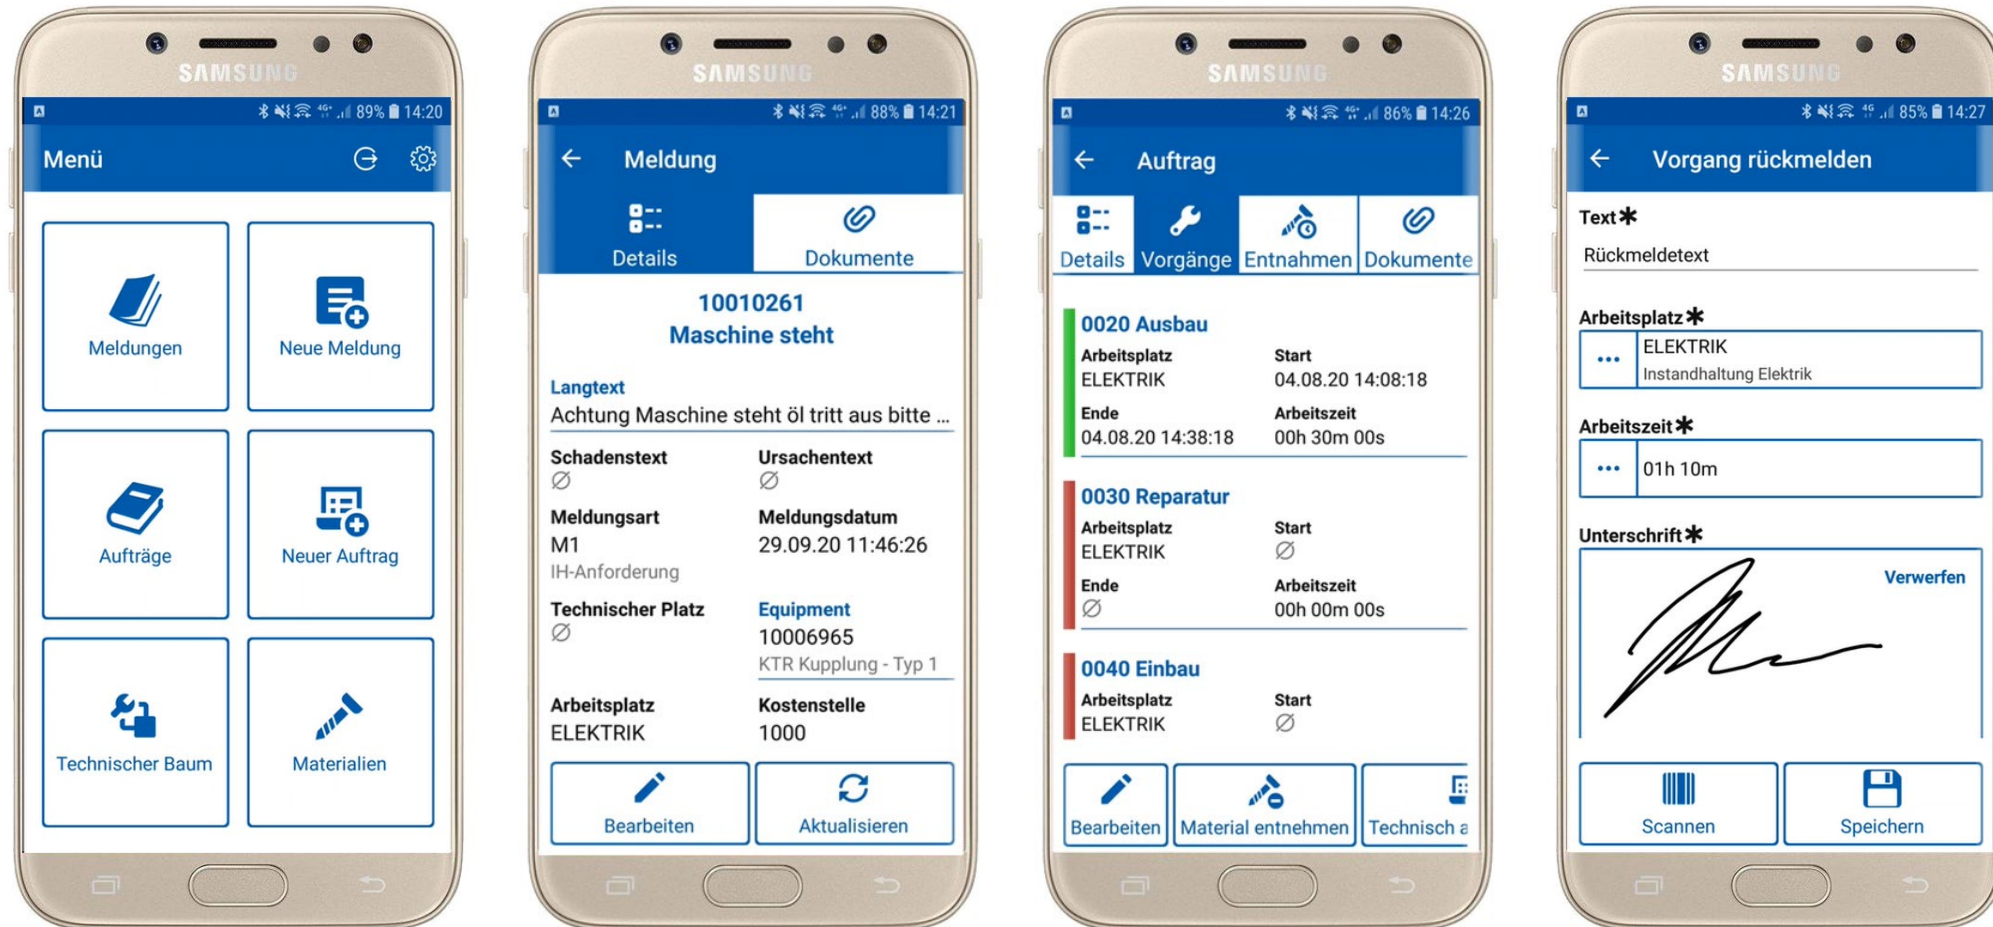 SAMSUNG
89% 14:20
Menü
Meldungen
Neue Meldung
Aufträge
Neuer Auftrag
Technischer Baum
Materialien
SAMSUNG
88% 14:21
Meldung
Details
Dokumente
10010261
Maschine steht
Langtext
Achtung Maschine steht öl tritt aus bitte ...
Schadenstext
Ursachentext
Meldungsart
Meldungsdatum
M1
29.09.20 11:46:26
IH-Anforderung
Technischer Platz
Equipment
10006965
KTR Kupplung - Typ 1
Arbeitsplatz
Kostenstelle
ELEKTRIK
1000
Bearbeiten
Aktualisieren
SAMSUNG
86% 14:26
Auftrag
Details
Vorgänge
Entnahmen
Dokumente
0020 Ausbau
Arbeitsplatz
Start
ELEKTRIK
04.08.20 14:08:18
Ende
Arbeitszeit
04.08.20 14:38:18
00h 30m 00s
0030 Reparatur
Arbeitsplatz
Start
ELEKTRIK
Ende
Arbeitszeit
00h 00m 00s
0040 Einbau
Arbeitsplatz
Start
ELEKTRIK
Bearbeiten
Material entnehmen
Technisch a
SAMSUNG
4G 85% 14:27
Vorgang rückmelden
Text*
Rückmeldetext
Arbeitsplatz*
... ELEKTRIK
Instandhaltung Elektrik
Arbeitszeit*
... 01h 10m
Unterschrift*
Verwerfen
Scannen
Speichern